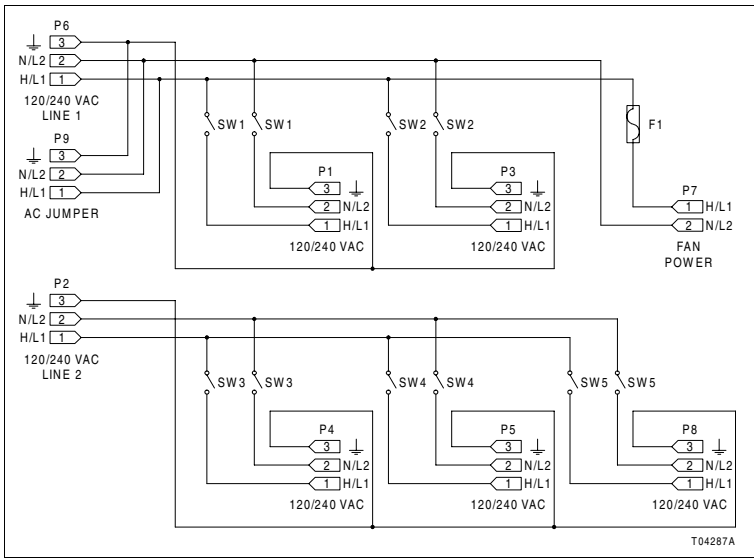 P6
3
N/L2 2
H/L1 1
120/240 VAC
LINE 1
P9
3
N/L2 2
H/L1 1
AC JUMPER
SW1 SW1 SW2 SW2
F1
P1
3
2 N/L2
1 H/L1
120/240 VAC
P3
3
2 N/L2
1 H/L1
120/240 VAC
P7
1 H/L1
2 N/L2
FAN
POWER
P2
3
N/L2 2
H/L1 1
120/240 VAC
LINE 2
SW3 SW3 SW4 SW4 SW5 SW5
P4
3
2 N/L2
1 H/L1
120/240 VAC
P5
3
2 N/L2
1 H/L1
120/240 VAC
P8
3
2 N/L2
1 H/L1
120/240 VAC
T04287A